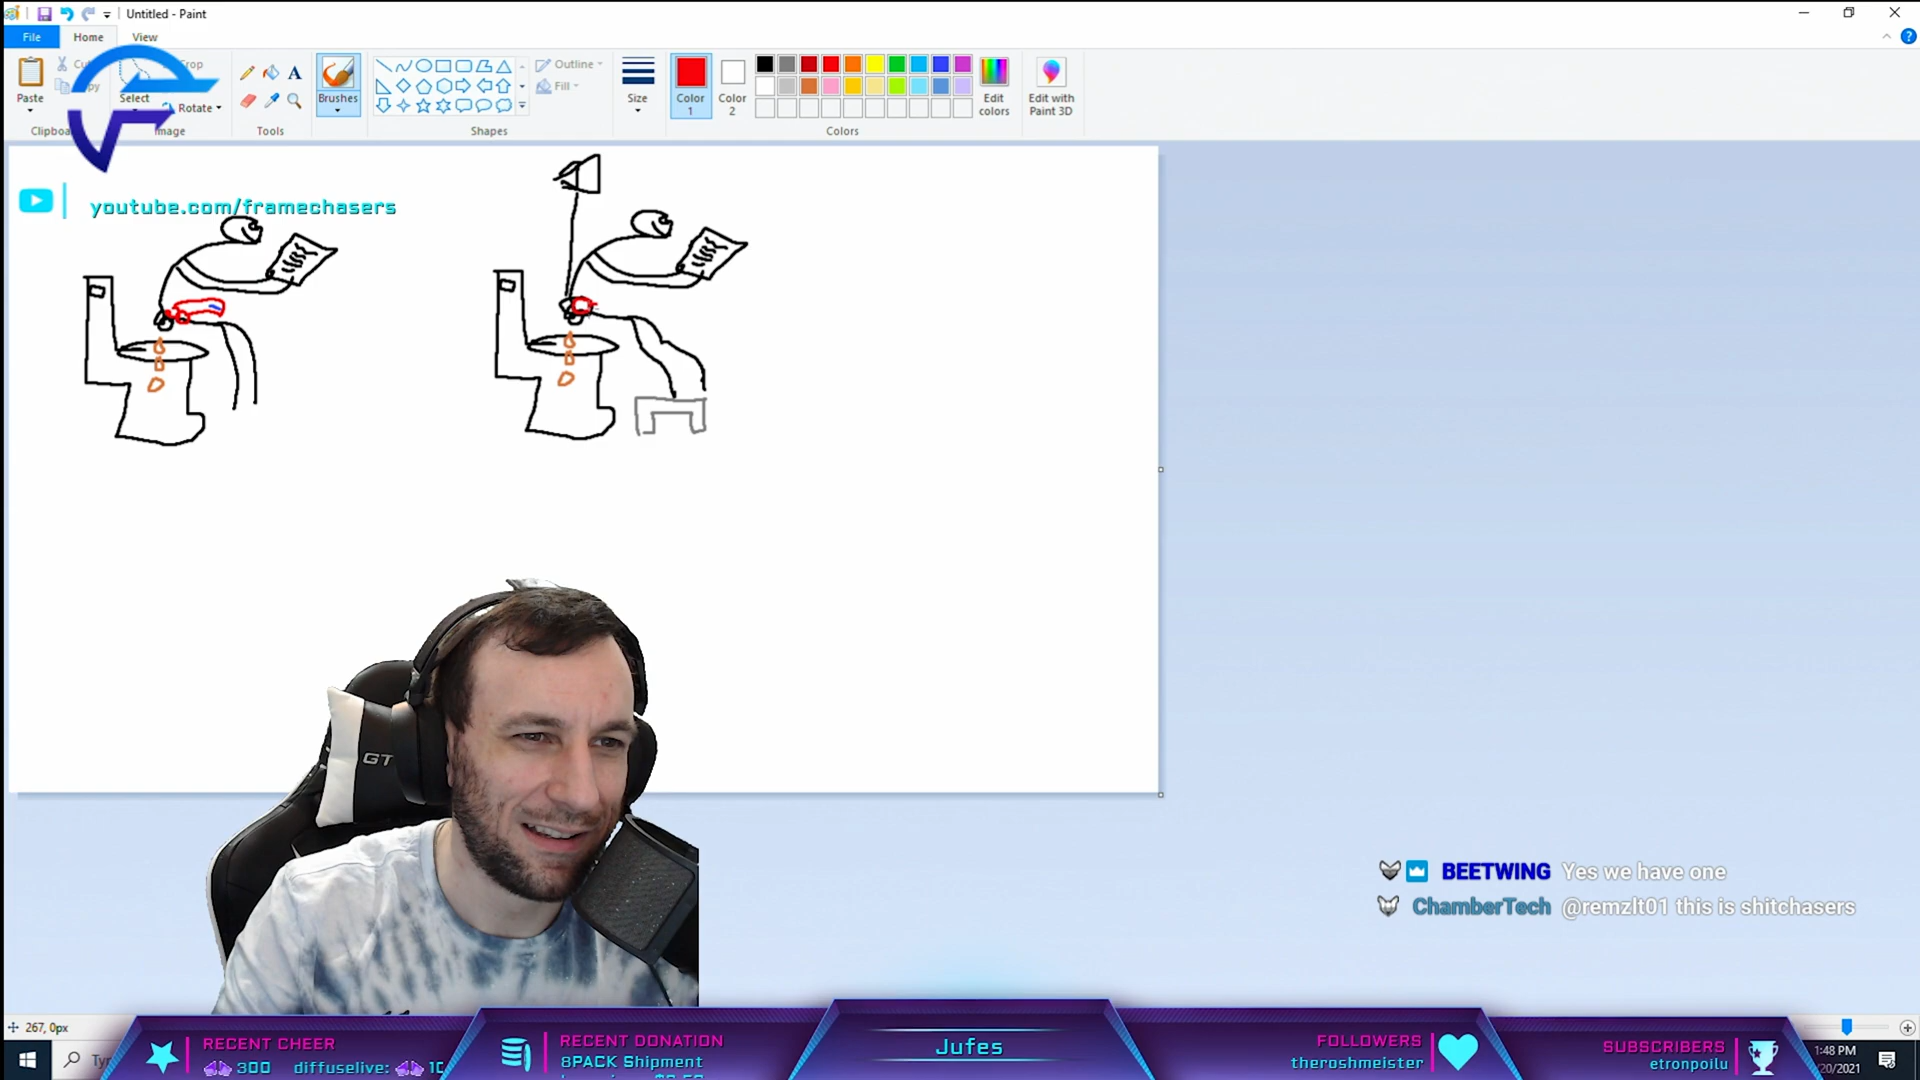 Untitled - Paint
File Home View
Paste
Select
Rotate
Brushes
Outline
Fill
Size
Color 1
Color 2
Edit colors
Edit with Paint 3D
Tools
Shapes
Colors
youtube.com/framechasers
GT
BEETWING Yes we have one
ChamberTech @remzlt01 this is shitchasers
267, 0px
RECENT CHEER
300 diffuselive:
RECENT DONATION
8PACK Shipment
Jufes
FOLLOWERS
theroshmeister
SUBSCRIBERS
etronpoilu
1:48 PM